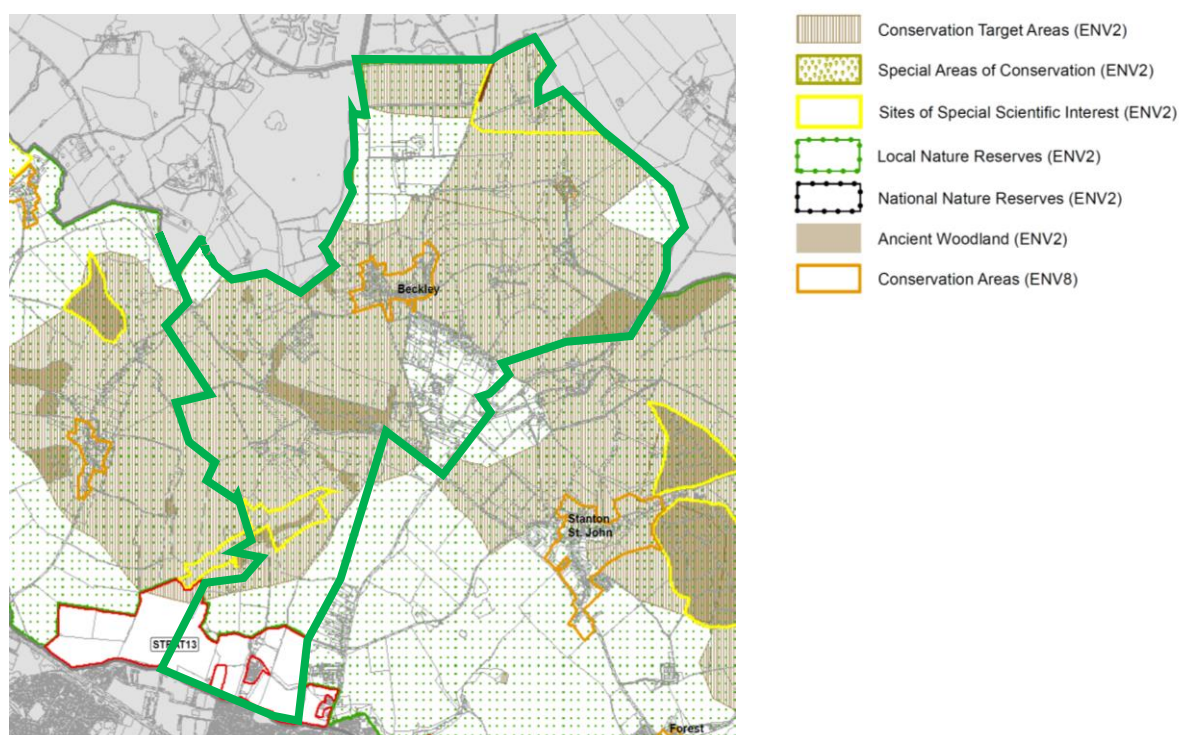 Beckley
Stanton
St. John
STRAT13
Forest
Conservation Target Areas (ENV2)
Special Areas of Conservation (ENV2)
Sites of Special Scientific Interest (ENV2)
Local Nature Reserves (ENV2)
National Nature Reserves (ENV2)
Ancient Woodland (ENV2)
Conservation Areas (ENV8)